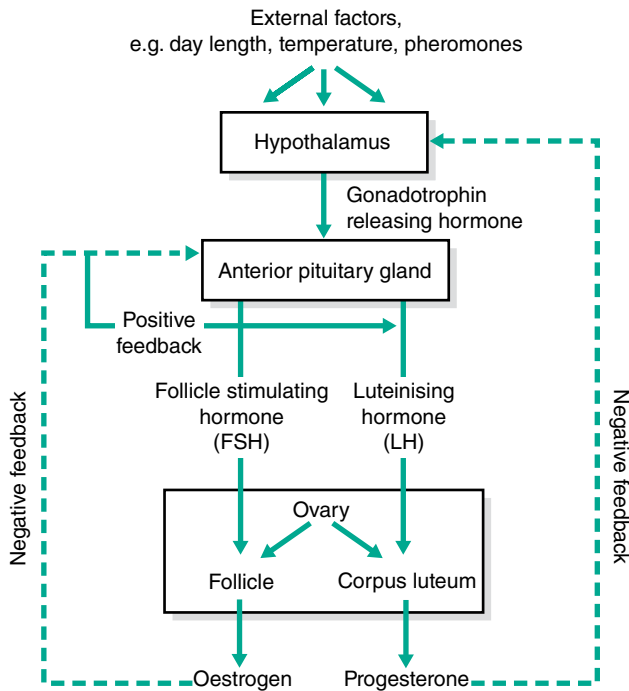 External factors,
e.g. day length, temperature, pheromones
Hypothalamus
Gonadotrophin
releasing hormone
Anterior pituitary gland
Positive
feedback
Follicle stimulating
hormone
(FSH)
Luteinising
hormone
(LH)
Negative feedback
Negative feedback
Ovary
Follicle
Corpus luteum
Oestrogen
Progesterone